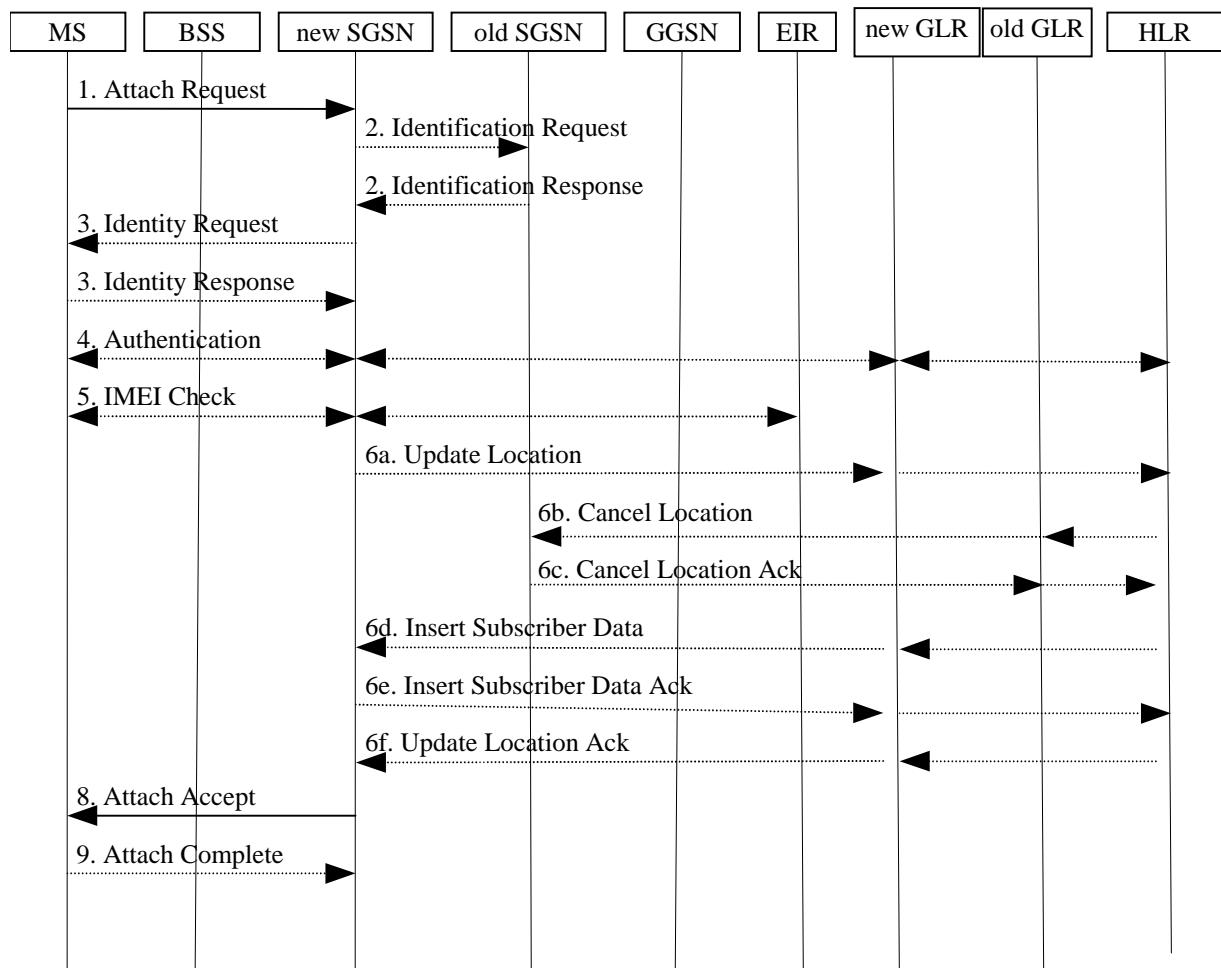 MS
BSS
new SGSN
old SGSN
GGSN
EIR
new GLR
old GLR
HLR
1. Attach Request
2. Identification Request
2. Identification Response
3. Identity Request
3. Identity Response
4. Authentication
5. IMEI Check
6a. Update Location
6b. Cancel Location
6c. Cancel Location Ack
6d. Insert Subscriber Data
6e. Insert Subscriber Data Ack
6f. Update Location Ack
8. Attach Accept
9. Attach Complete